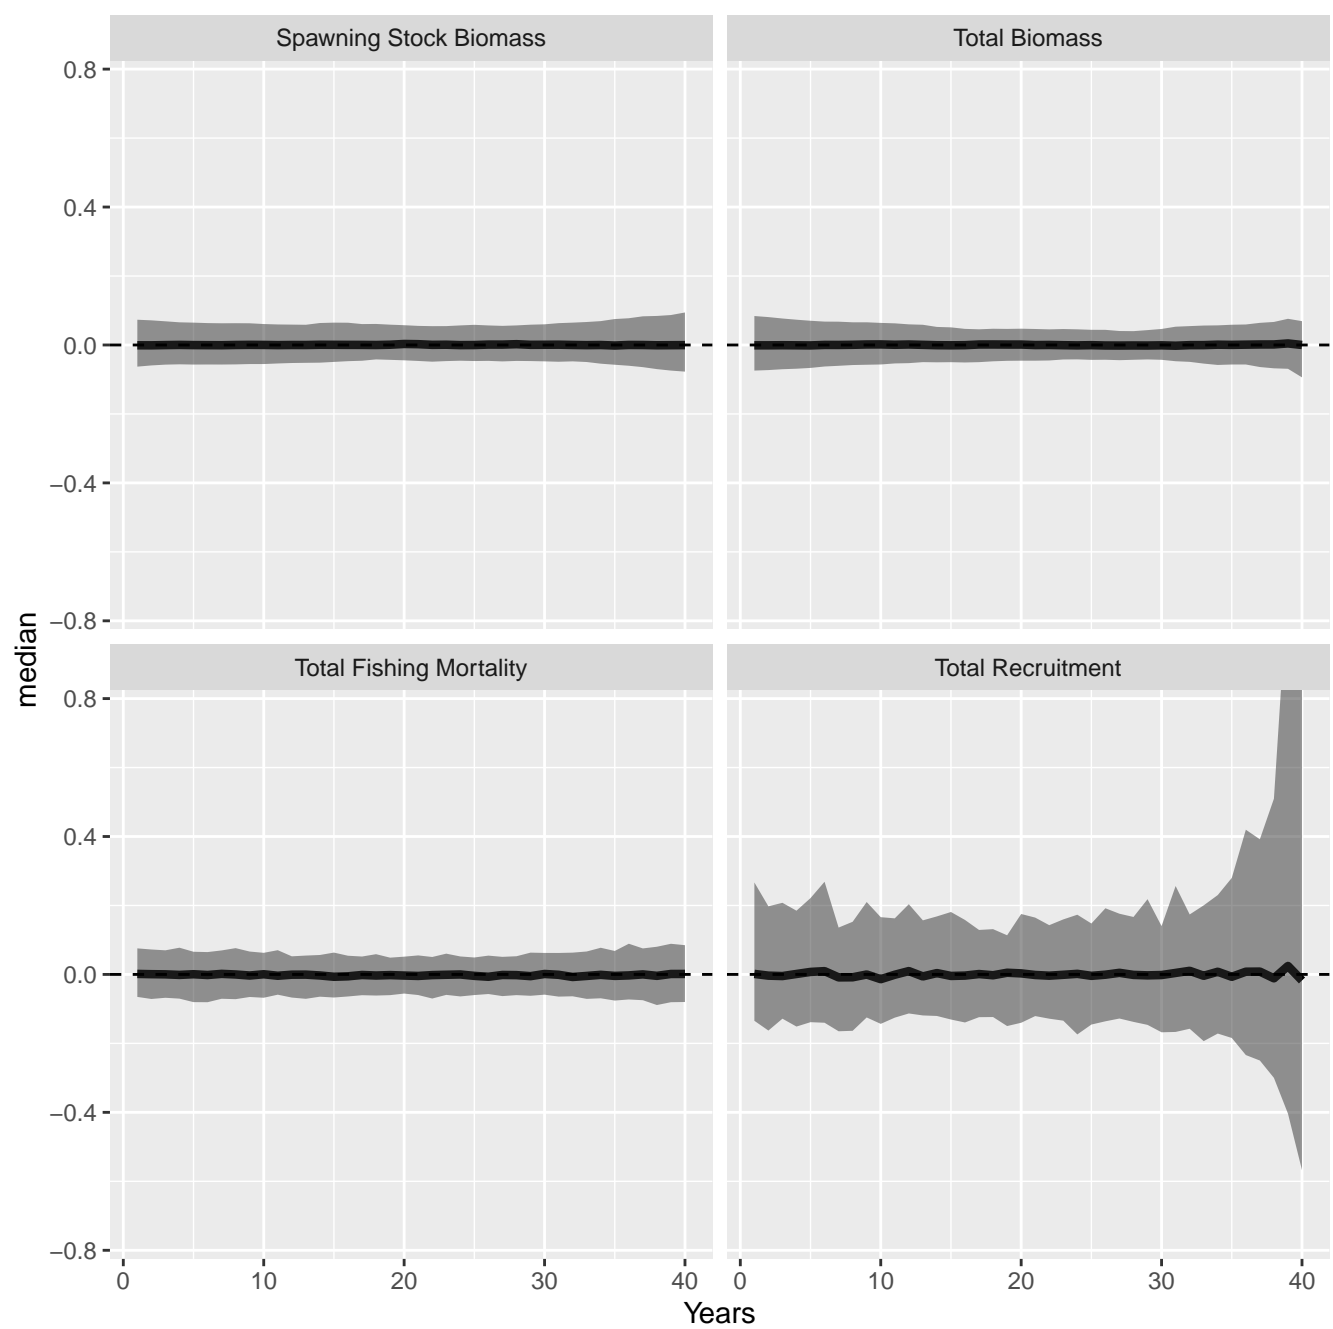 Spawning Stock Biomass
Total Biomass
0.8
0.4
0.0
−0.4
−0.8
Total Fishing Mortality
Total Recruitment
0.8
0.4
0.0
−0.4
−0.8
median
0 10 20 30 40
0 10 20 30 40
Years